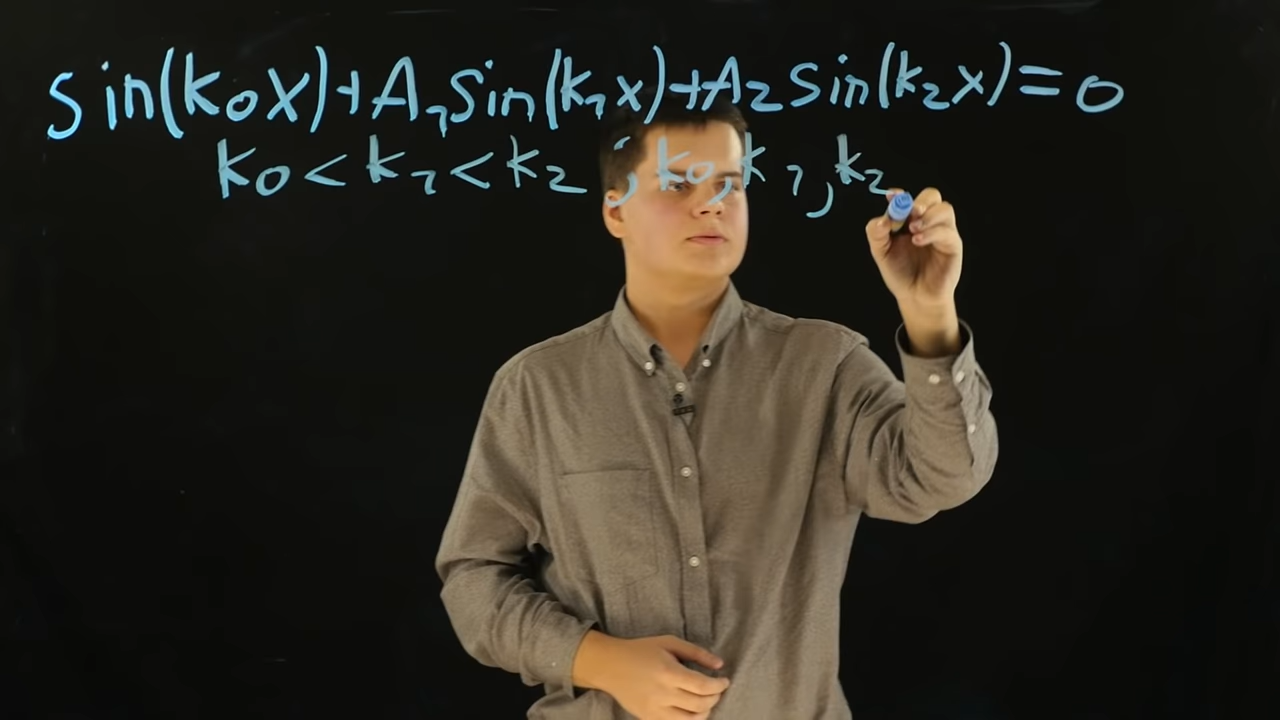 sin(k₀x)+A₁sin(k₁x)+A₂sin(k₂x)=0
k₀<k₁<k₂ ; k₀,k₁,k₂